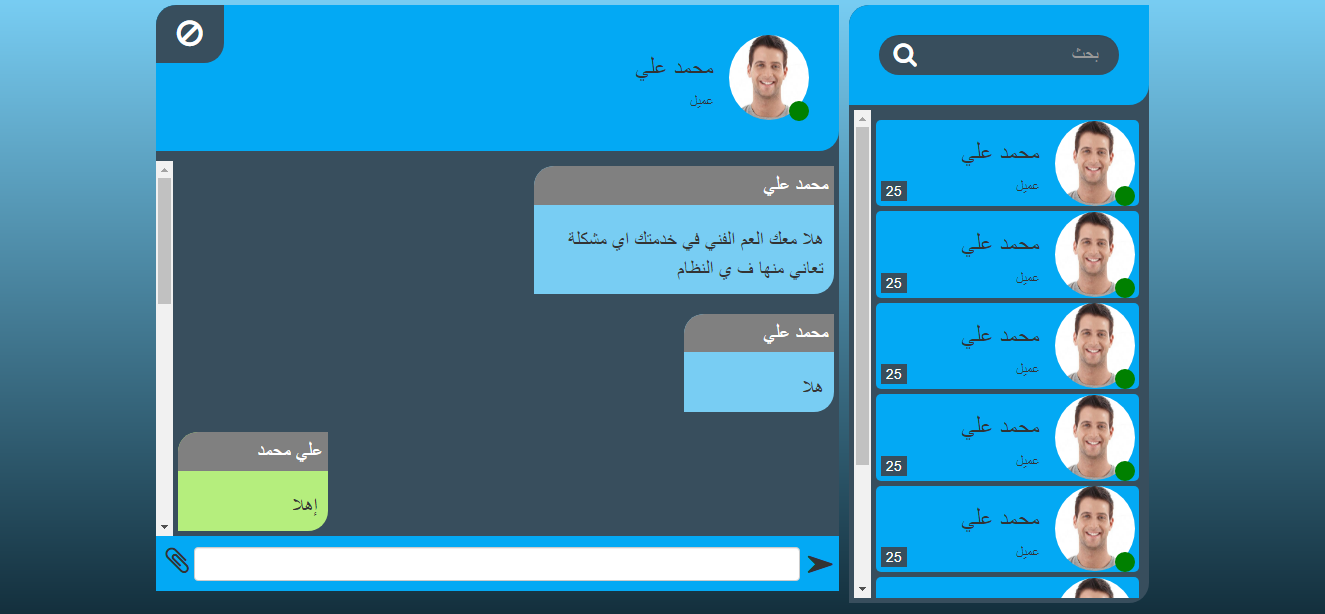 بحث
محمد علي
عميل
25
محمد علي
عميل
25
محمد علي
عميل
25
محمد علي
عميل
25
محمد علي
عميل
25
محمد علي
عميل
محمد علي
هلا معك العم الفني في خدمتك اي مشكلة
تعاني منها ف ي النظام
محمد علي
هلا
علي محمد
إهلا